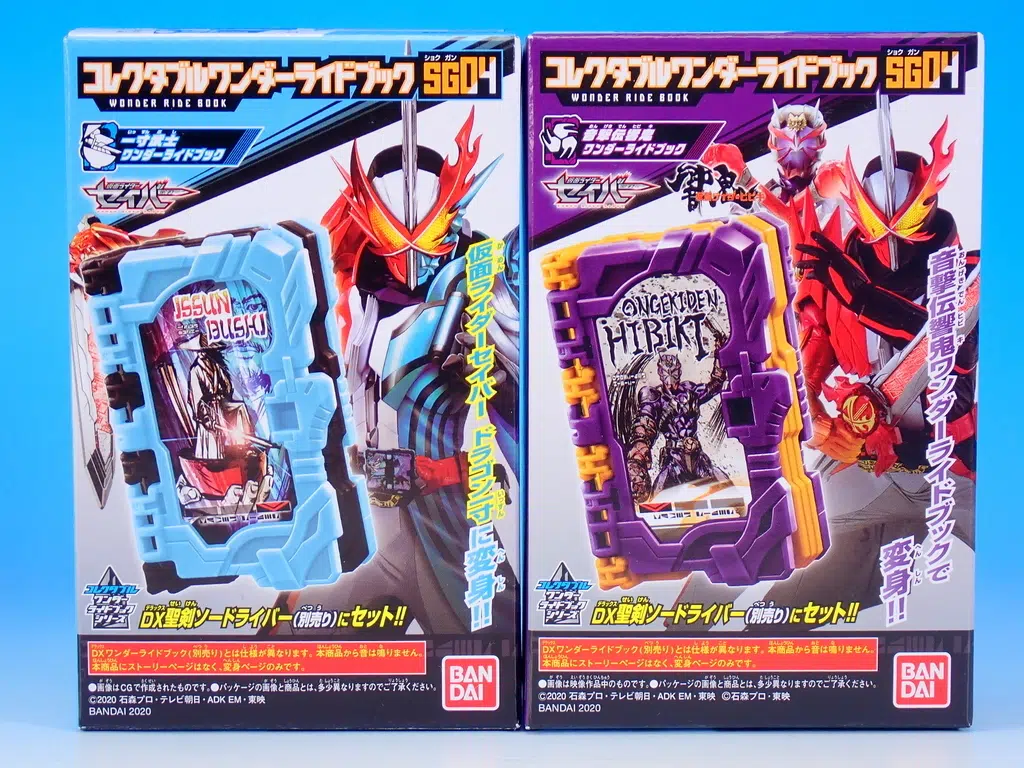 コレクタブルワンダーライドブック SG04
ショク ガン
WONDER RIDE BOOK
一寸武士
ワンダーライドブック
仮面ライダー
セイバー
ISSUN
BUSHI
仮面ライダーセイバー ドラゴン一寸に変身!!
コレクタブル
ワンダー
ライドブック
シリーズ
DX聖剣ソードライバー(別売り)にセット!!
DXワンダーライドブック(別売り)とは仕様が異なります。本商品から音は鳴りません。
本商品にストーリーページはなく、変身ページのみです。
●画像はCGで作成されたものです。●パッケージの画像と商品とは、多少異なりますのでご了承ください。
©2020 石森プロ・テレビ朝日・ADK EM・東映
BANDAI 2020
BAN
DAI
コレクタブルワンダーライドブック SG04
ショク ガン
WONDER RIDE BOOK
音撃伝響鬼
ワンダーライドブック
仮面ライダー
セイバー
響鬼
ONGEKIDEN
HIBIKI
音撃伝響鬼ワンダーライドブックで
変身!!
コレクタブル
ワンダー
ライドブック
シリーズ
DX聖剣ソードライバー(別売り)にセット!!
DXワンダーライドブック(別売り)とは仕様が異なります。本商品から音は鳴りません。
本商品にストーリーページはなく、変身ページのみです。
●画像は映像作品中のものです。●パッケージの画像と商品とは、多少異なりますのでご了承ください。
©2020 石森プロ・テレビ朝日・ADK EM・東映 ©石森プロ・東映
BANDAI 2020
BAN
DAI